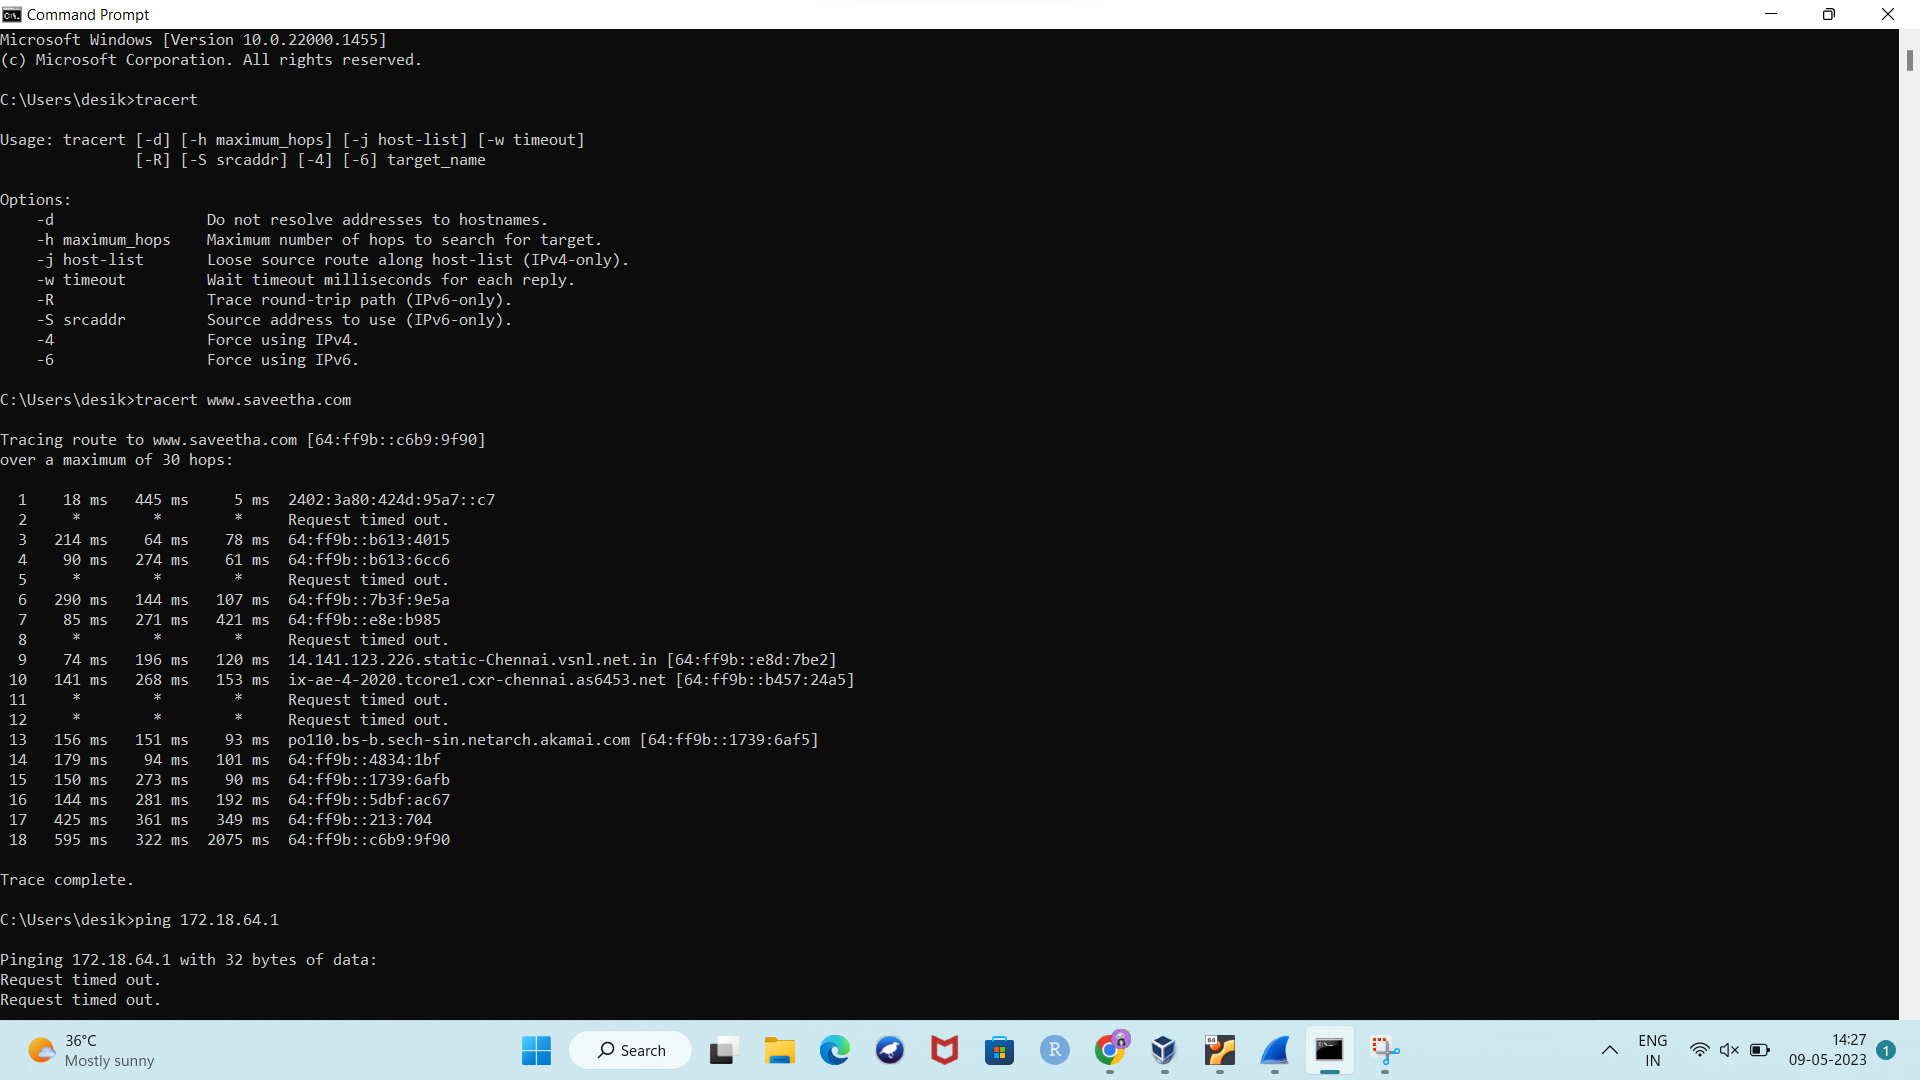 Command Prompt
Microsoft Windows [Version 10.0.22000.1455]
(c) Microsoft Corporation. All rights reserved.
C:\Users\desik>tracert
Usage: tracert [-d] [-h maximum_hops] [-j host-list] [-w timeout]
               [-R] [-S srcaddr] [-4] [-6] target_name
Options:
    -d                 Do not resolve addresses to hostnames.
    -h maximum_hops    Maximum number of hops to search for target.
    -j host-list       Loose source route along host-list (IPv4-only).
    -w timeout         Wait timeout milliseconds for each reply.
    -R                 Trace round-trip path (IPv6-only).
    -S srcaddr         Source address to use (IPv6-only).
    -4                 Force using IPv4.
    -6                 Force using IPv6.
C:\Users\desik>tracert www.saveetha.com
Tracing route to www.saveetha.com [64:ff9b::c6b9:9f90]
over a maximum of 30 hops:
  1    18 ms   445 ms     5 ms  2402:3a80:424d:95a7::c7
  2     *        *        *     Request timed out.
  3   214 ms    64 ms    78 ms  64:ff9b::b613:4015
  4    90 ms   274 ms    61 ms  64:ff9b::b613:6cc6
  5     *        *        *     Request timed out.
  6   290 ms   144 ms   107 ms  64:ff9b::7b3f:9e5a
  7    85 ms   271 ms   421 ms  64:ff9b::e8e:b985
  8     *        *        *     Request timed out.
  9    74 ms   196 ms   120 ms  14.141.123.226.static-Chennai.vsnl.net.in [64:ff9b::e8d:7be2]
 10   141 ms   268 ms   153 ms  ix-ae-4-2020.tcore1.cxr-chennai.as6453.net [64:ff9b::b457:24a5]
 11     *        *        *     Request timed out.
 12     *        *        *     Request timed out.
 13   156 ms   151 ms    93 ms  po110.bs-b.sech-sin.netarch.akamai.com [64:ff9b::1739:6af5]
 14   179 ms    94 ms   101 ms  64:ff9b::4834:1bf
 15   150 ms   273 ms    90 ms  64:ff9b::1739:6afb
 16   144 ms   281 ms   192 ms  64:ff9b::5dbf:ac67
 17   425 ms   361 ms   349 ms  64:ff9b::213:704
 18   595 ms   322 ms  2075 ms  64:ff9b::c6b9:9f90
Trace complete.
C:\Users\desik>ping 172.18.64.1
Pinging 172.18.64.1 with 32 bytes of data:
Request timed out.
Request timed out.
36°C
Mostly sunny
Search
R
64
ENG
IN
14:27
09-05-2023
1